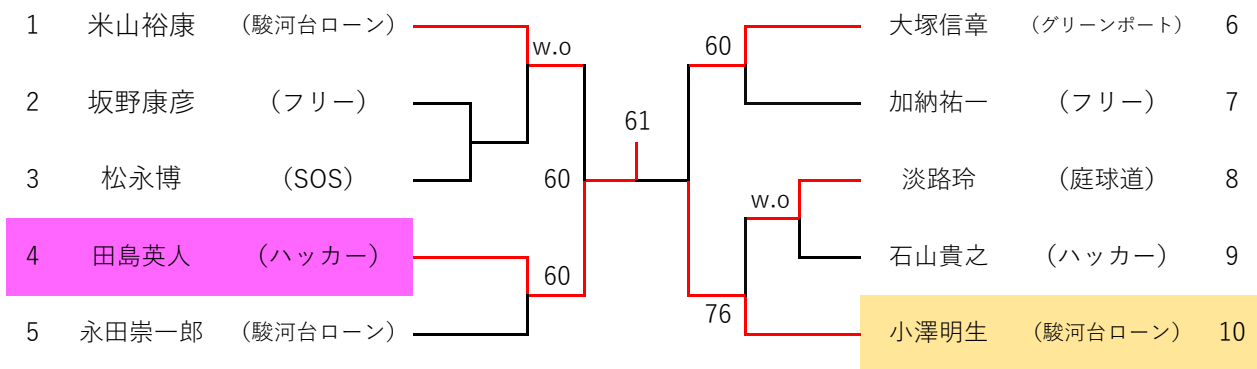 1 米山裕康 （駿河台ローン）
2 坂野康彦 （フリー）
3 松永博 （SOS）
4 田島英人 （ハッカー）
5 永田崇一郎 （駿河台ローン）
w.o
60
60
61
60
w.o
76
大塚信章 （グリーンポート） 6
加納祐一 （フリー） 7
淡路玲 （庭球道） 8
石山貴之 （ハッカー） 9
小澤明生 （駿河台ローン） 10